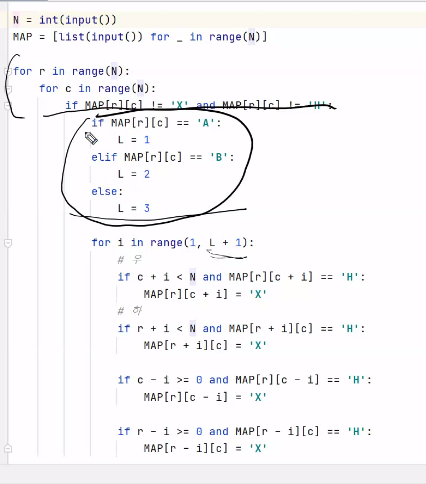 N = int(input())
MAP = [list(input()) for _ in range(N)]
for r in range(N):
for c in range(N):
if MAP[r][c] != 'X' and MAP[r][c] != 'H':
if MAP[r][c] == 'A':
L = 1
elif MAP[r][c] == 'B':
L = 2
else:
L = 3
for i in range(1, L + 1):
# 우
if c + i < N and MAP[r][c + i] == 'H':
MAP[r][c + i] = 'X'
# 하
if r + i < N and MAP[r + i][c] == 'H':
MAP[r + i][c] = 'X'
if c - i >= 0 and MAP[r][c - i] == 'H':
MAP[r][c - i] = 'X'
if r - i >= 0 and MAP[r - i][c] == 'H':
MAP[r - i][c] = 'X'